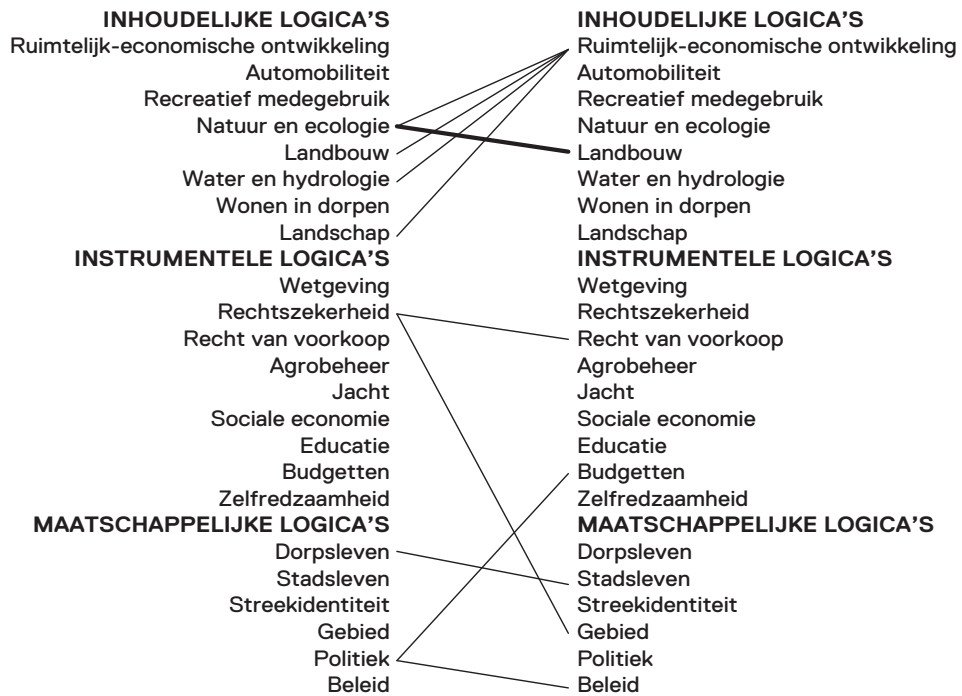 INHOUDELIJKE LOGICA’S
Ruimtelijk-economische ontwikkeling
Automobiliteit
Recreatief medegebruik
Natuur en ecologie
Landbouw
Water en hydrologie
Wonen in dorpen
Landschap
INSTRUMENTELE LOGICA’S
Wetgeving
Rechtszekerheid
Recht van voorkoop
Agrobeheer
Jacht
Sociale economie
Educatie
Budgetten
Zelfredzaamheid
MAATSCHAPPELIJKE LOGICA’S
Dorpsleven
Stadsleven
Streekidentiteit
Gebied
Politiek
Beleid
INHOUDELIJKE LOGICA’S
Ruimtelijk-economische ontwikkeling
Automobiliteit
Recreatief medegebruik
Natuur en ecologie
Landbouw
Water en hydrologie
Wonen in dorpen
Landschap
INSTRUMENTELE LOGICA’S
Wetgeving
Rechtszekerheid
Recht van voorkoop
Agrobeheer
Jacht
Sociale economie
Educatie
Budgetten
Zelfredzaamheid
MAATSCHAPPELIJKE LOGICA’S
Dorpsleven
Stadsleven
Streekidentiteit
Gebied
Politiek
Beleid